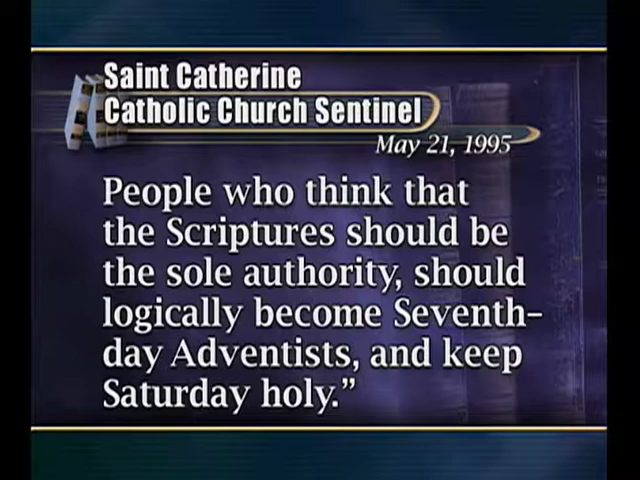 Saint Catherine
Catholic Church Sentinel
May 21, 1995
People who think that
the Scriptures should be
the sole authority, should
logically become Seventh-
day Adventists, and keep
Saturday holy.”